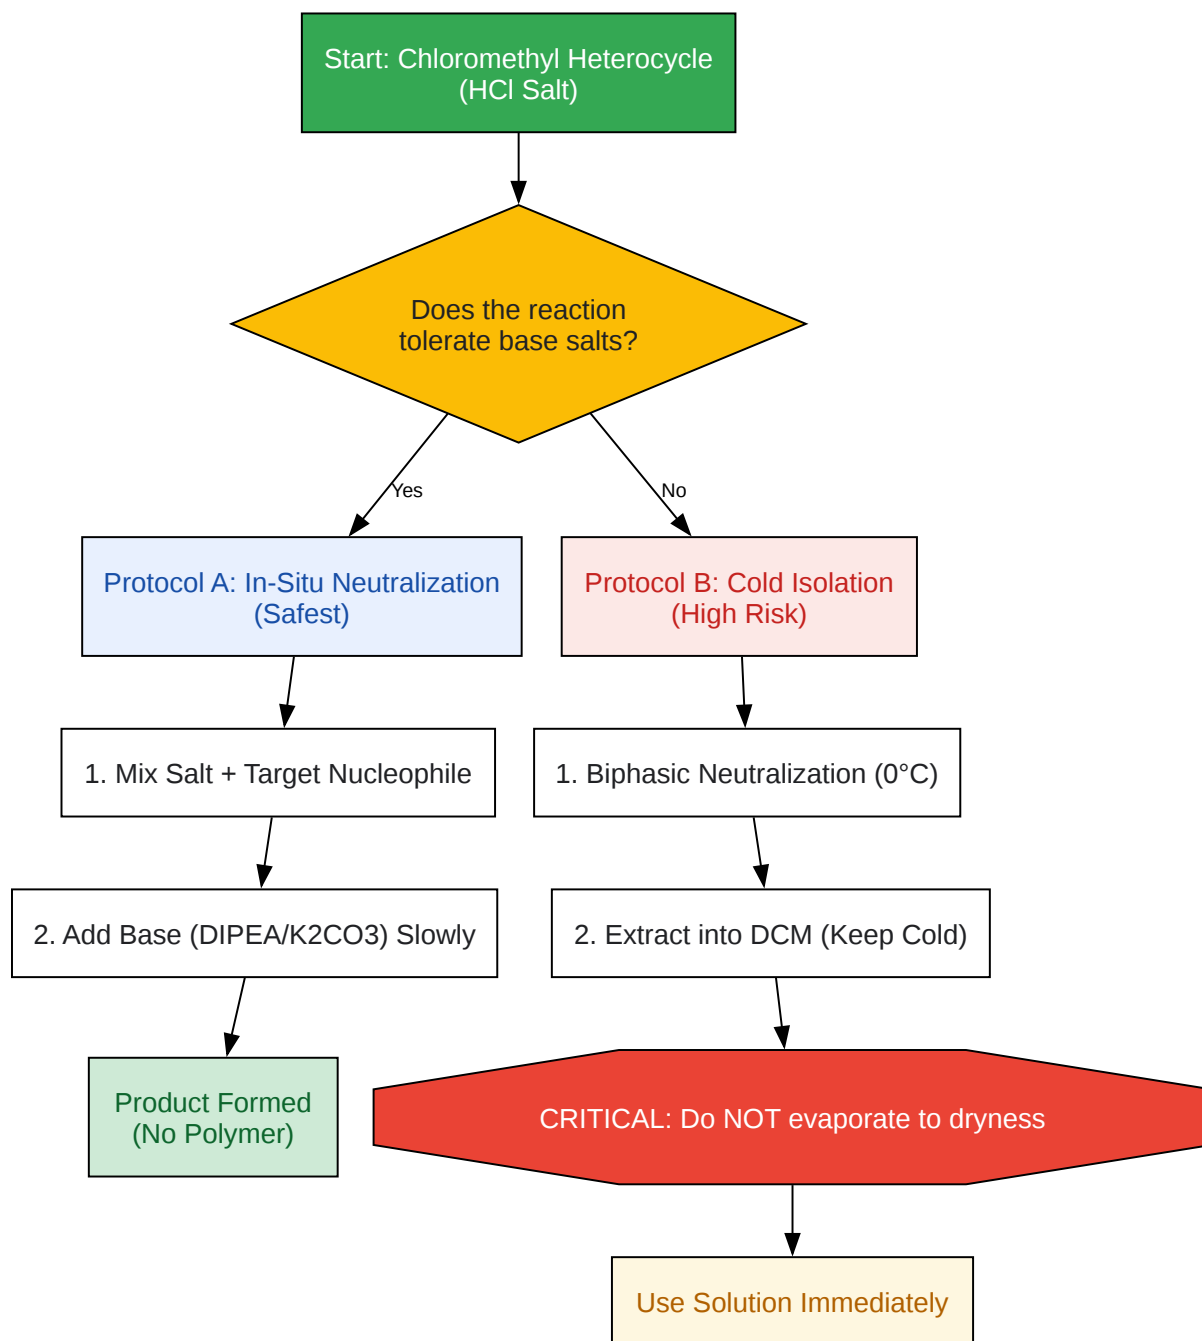 Start: Chloromethyl Heterocycle
(HCl Salt)
Does the reaction
tolerate base salts?
Yes
No
Protocol A: In-Situ Neutralization
(Safest)
Protocol B: Cold Isolation
(High Risk)
1. Mix Salt + Target Nucleophile
1. Biphasic Neutralization (0°C)
2. Add Base (DIPEA/K2CO3) Slowly
2. Extract into DCM (Keep Cold)
Product Formed
(No Polymer)
CRITICAL: Do NOT evaporate to dryness
Use Solution Immediately